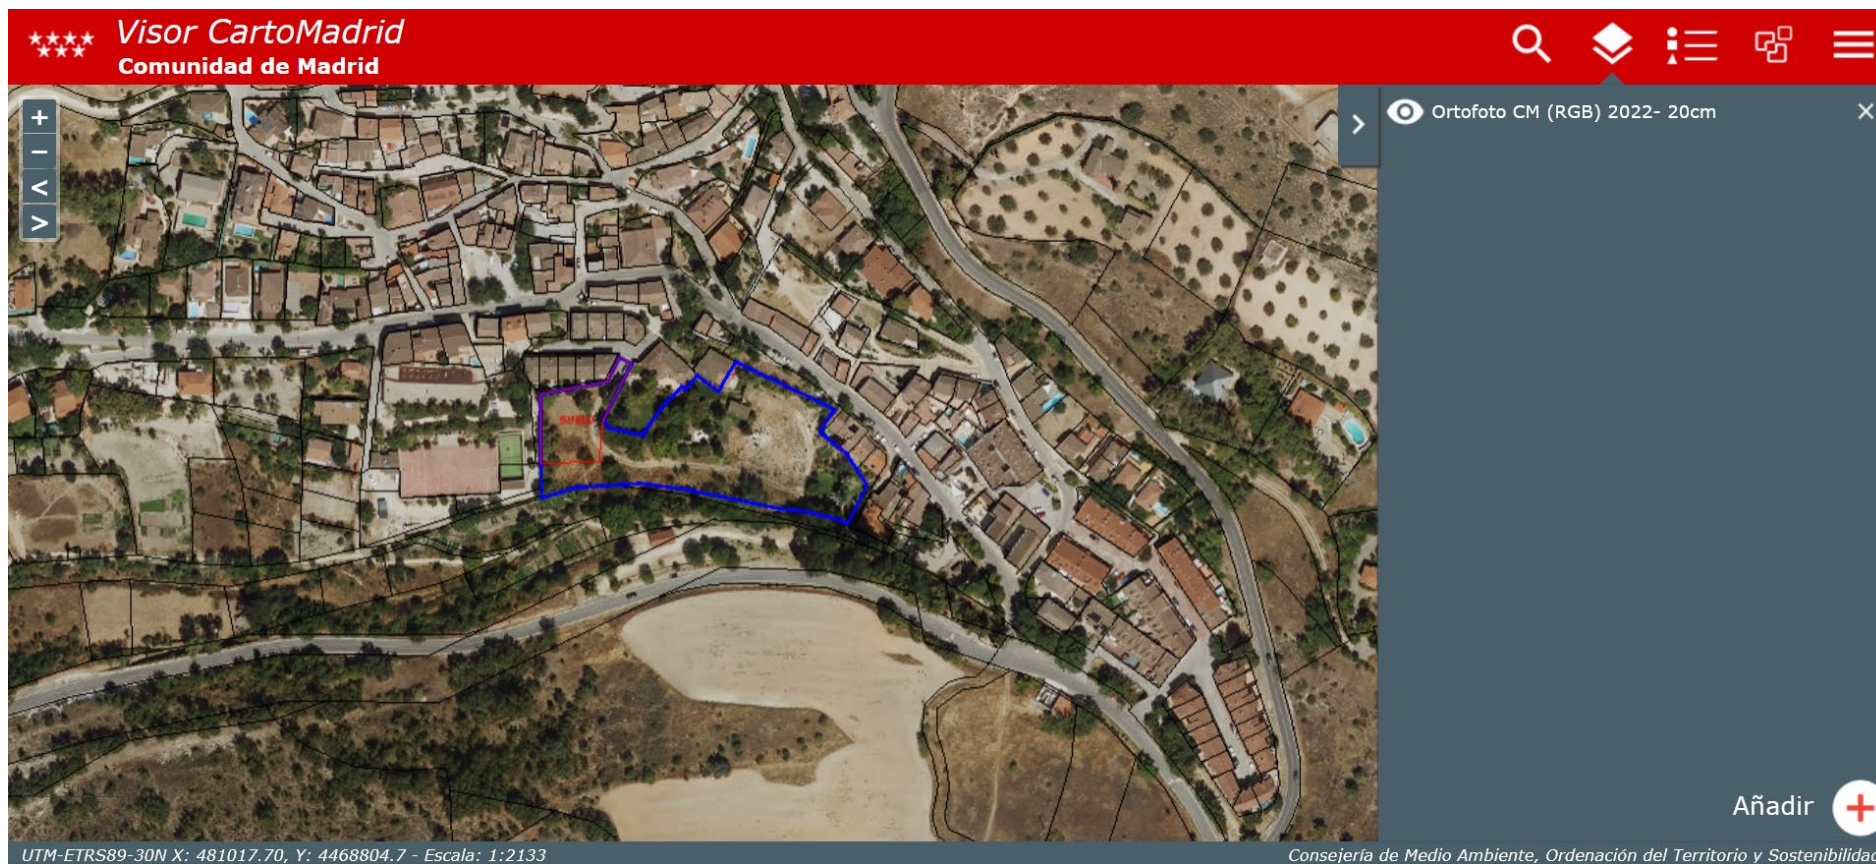 Visor CartoMadrid
Comunidad de Madrid
Ortofoto CM (RGB) 2022- 20cm
Añadir
UTM-ETRS89-30N X: 481017.70, Y: 4468804.7 - Escala: 1:2133
Consejería de Medio Ambiente, Ordenación del Territorio y Sostenibilidad